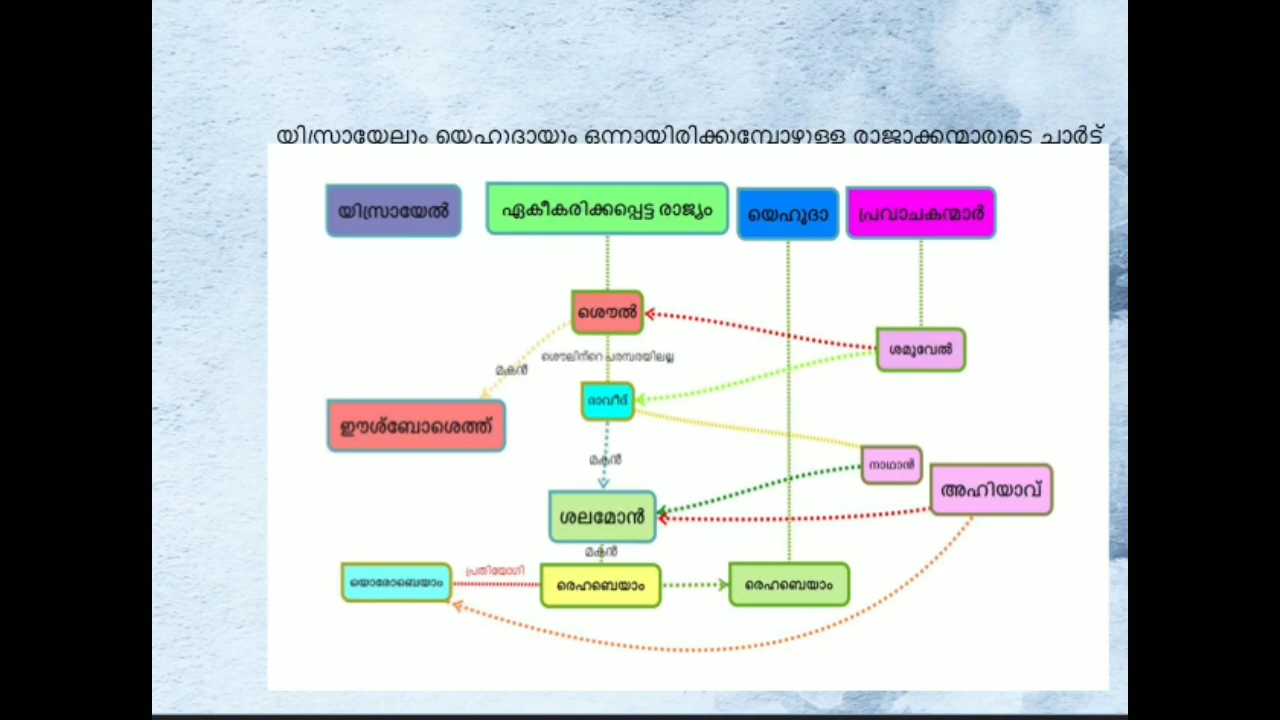 യിസ്രായേലും യെഹൂദായും ഒന്നായിരിക്കുമ്പോഴുള്ള രാജാക്കന്മാരുടെ ചാർട്ട്
യിസ്രായേൽ
ഏകീകരിക്കപ്പെട്ട രാജ്യം
യെഹൂദാ
പ്രവാചകന്മാർ
ശൌൽ
ശമൂവേൽ
ശൌലിന്റെ പരമ്പരയിലല്ല
മകൻ
ദാവീദ്
ഈശ്ബോശെത്ത്
മകൻ
നാഥാൻ
അഹിയാവ്
ശലമോൻ
മകൻ
പ്രതിയോഗി
യൊരോബെയാം
രെഹബെയാം
രെഹബെയാം